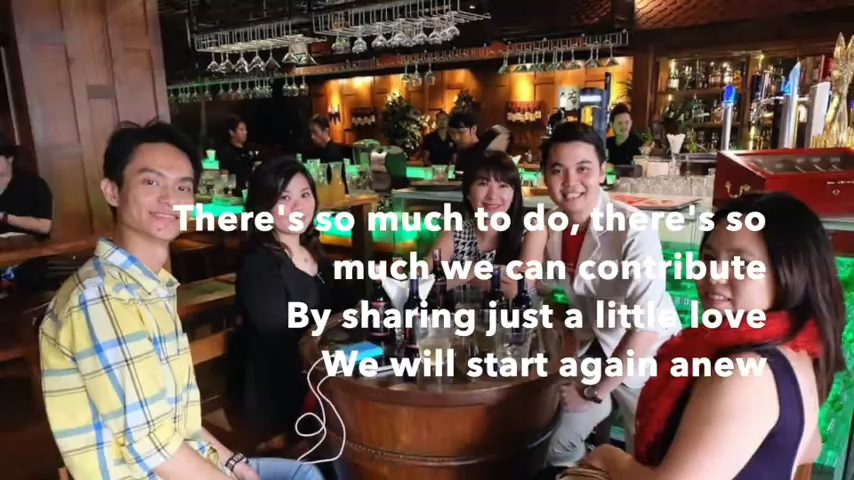 There's so much to do, there's so
much we can contribute
By sharing just a little love
We will start again anew